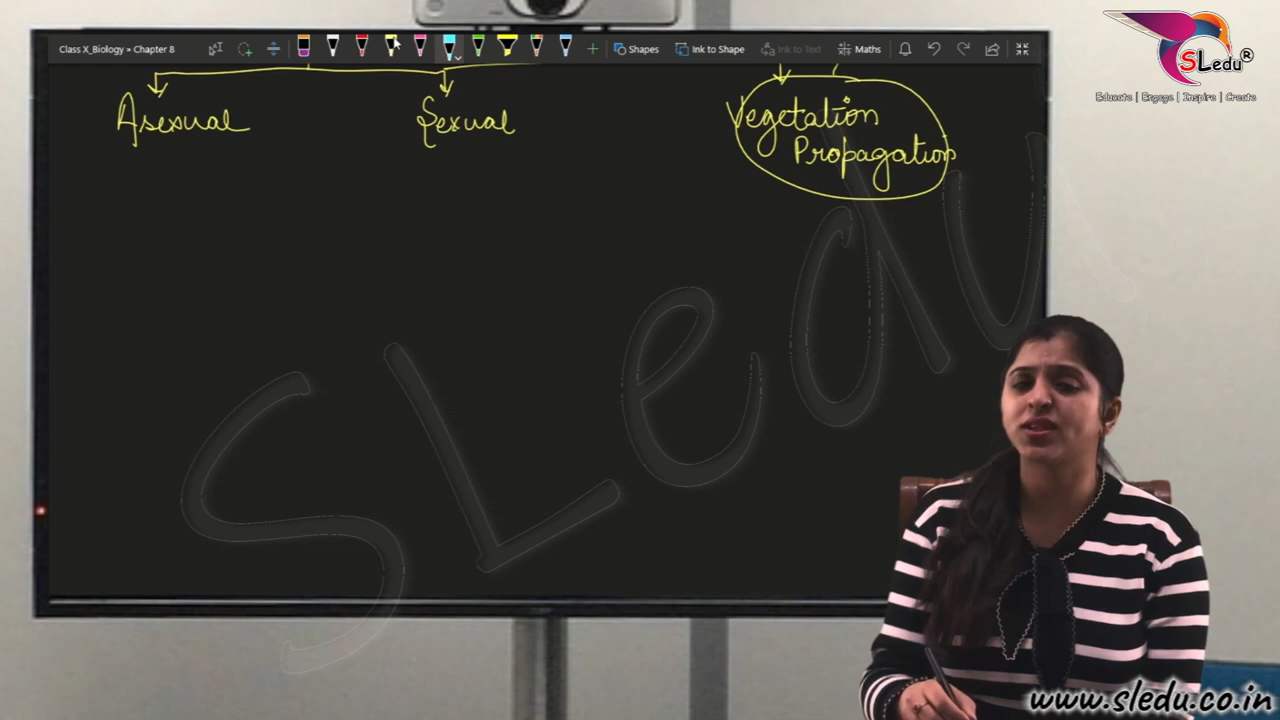 Class X_Biology » Chapter 8
Shapes
Ink to Shape
Ink to Text
Maths
SLedu®
Educate | Engage | Inspire | Create
Asexual
Sexual
Vegetation
Propagation
SLedu
www.sledu.co.in